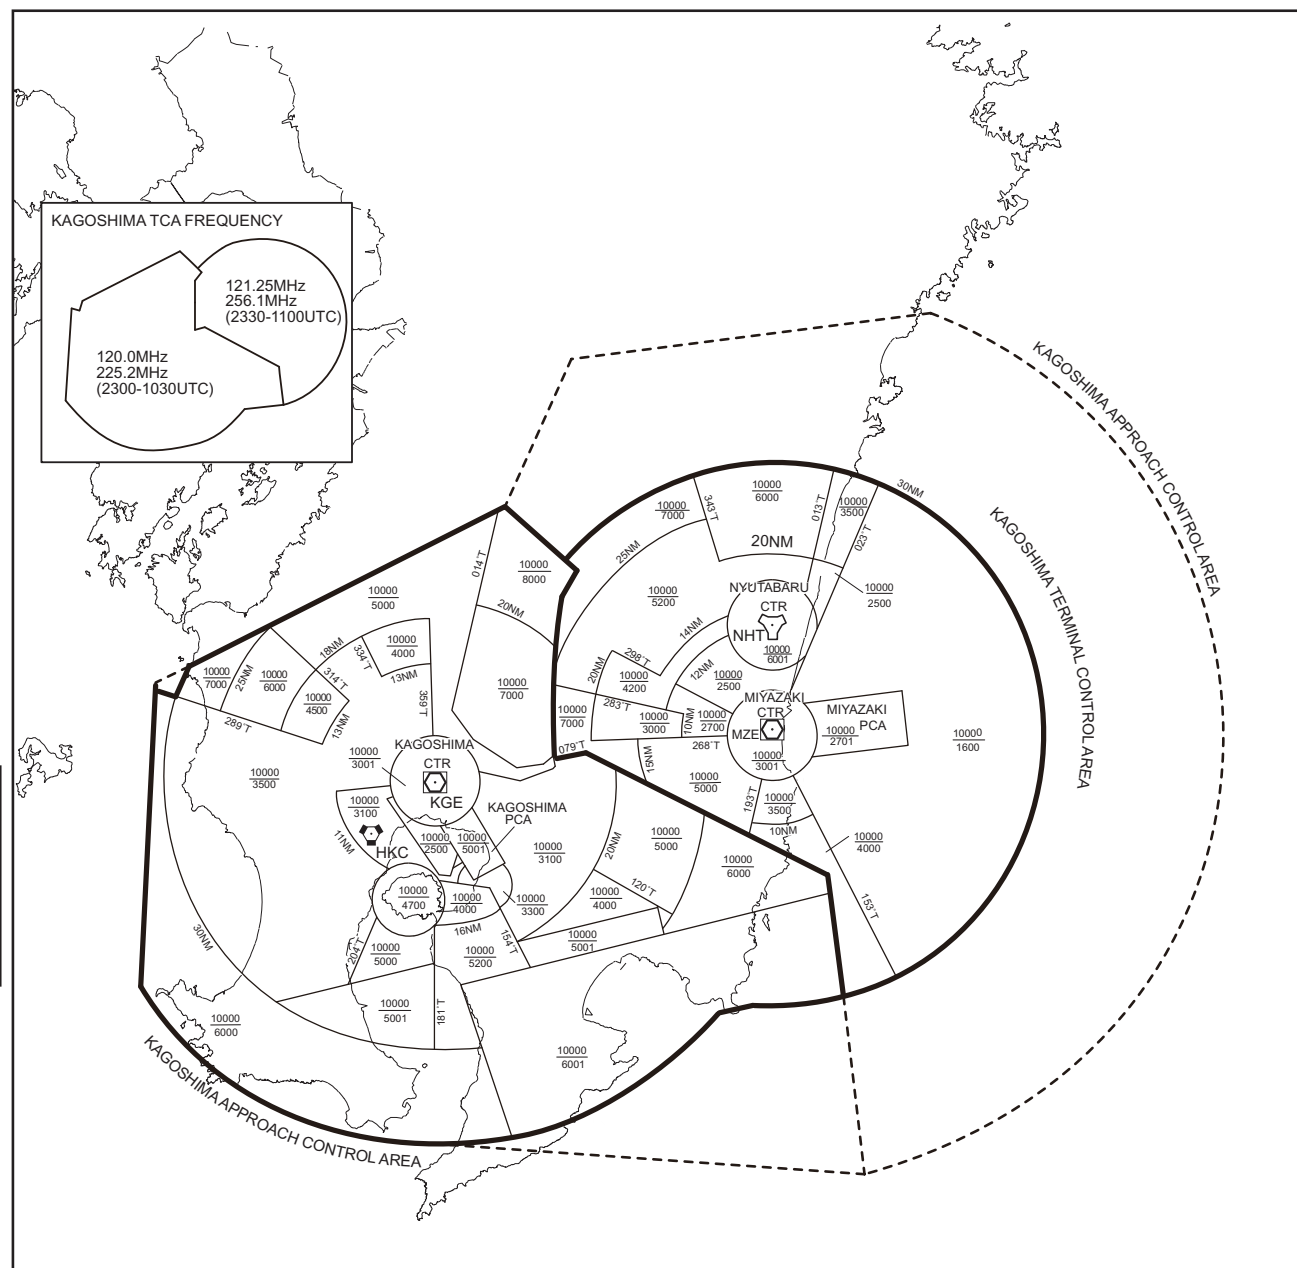 KAGOSHIMA TCA FREQUENCY
121.25MHz
256.1MHz
(2330-1100UTC)
120.0MHz
225.2MHz
(2300-1030UTC)
KAGOSHIMA APPROACH CONTROL AREA
KAGOSHIMA TERMINAL CONTROL AREA
30NM
10000
6000
10000
7000
343°T
013°T
10000
3500
023°T
25NM
20NM
10000
2500
014°T
10000
8000
10000
5000
20NM
10000
5200
NYUTABARU
CTR
NHT
10000
6001
14NM
12NM
298°T
20NM
10000
4200
10000
2500
18NM
334°T
10000
4000
13NM
359°T
10000
7000
25NM
10000
6000
314°T
10000
4500
13NM
289°T
10000
7000
283°T
10000
7000
10000
3000
10NM
10000
2700
MIYAZAKI
CTR
MZE
10000
3001
MIYAZAKI
PCA
10000
2701
10000
1600
079°T
268°T
15NM
10000
5000
193°T
10000
3500
10NM
10000
4000
153°T
KAGOSHIMA
CTR
KGE
10000
3001
10000
3500
10000
3100
11NM
HKC
10000
2500
10000
5001
KAGOSHIMA
PCA
10000
3100
20NM
10000
5000
10000
6000
120°T
10000
4000
10000
3300
10000
4700
10000
4000
16NM
154°T
10000
5200
10000
5001
204°T
10000
5000
30NM
10000
5001
181°T
10000
6000
10000
6001
KAGOSHIMA APPROACH CONTROL AREA